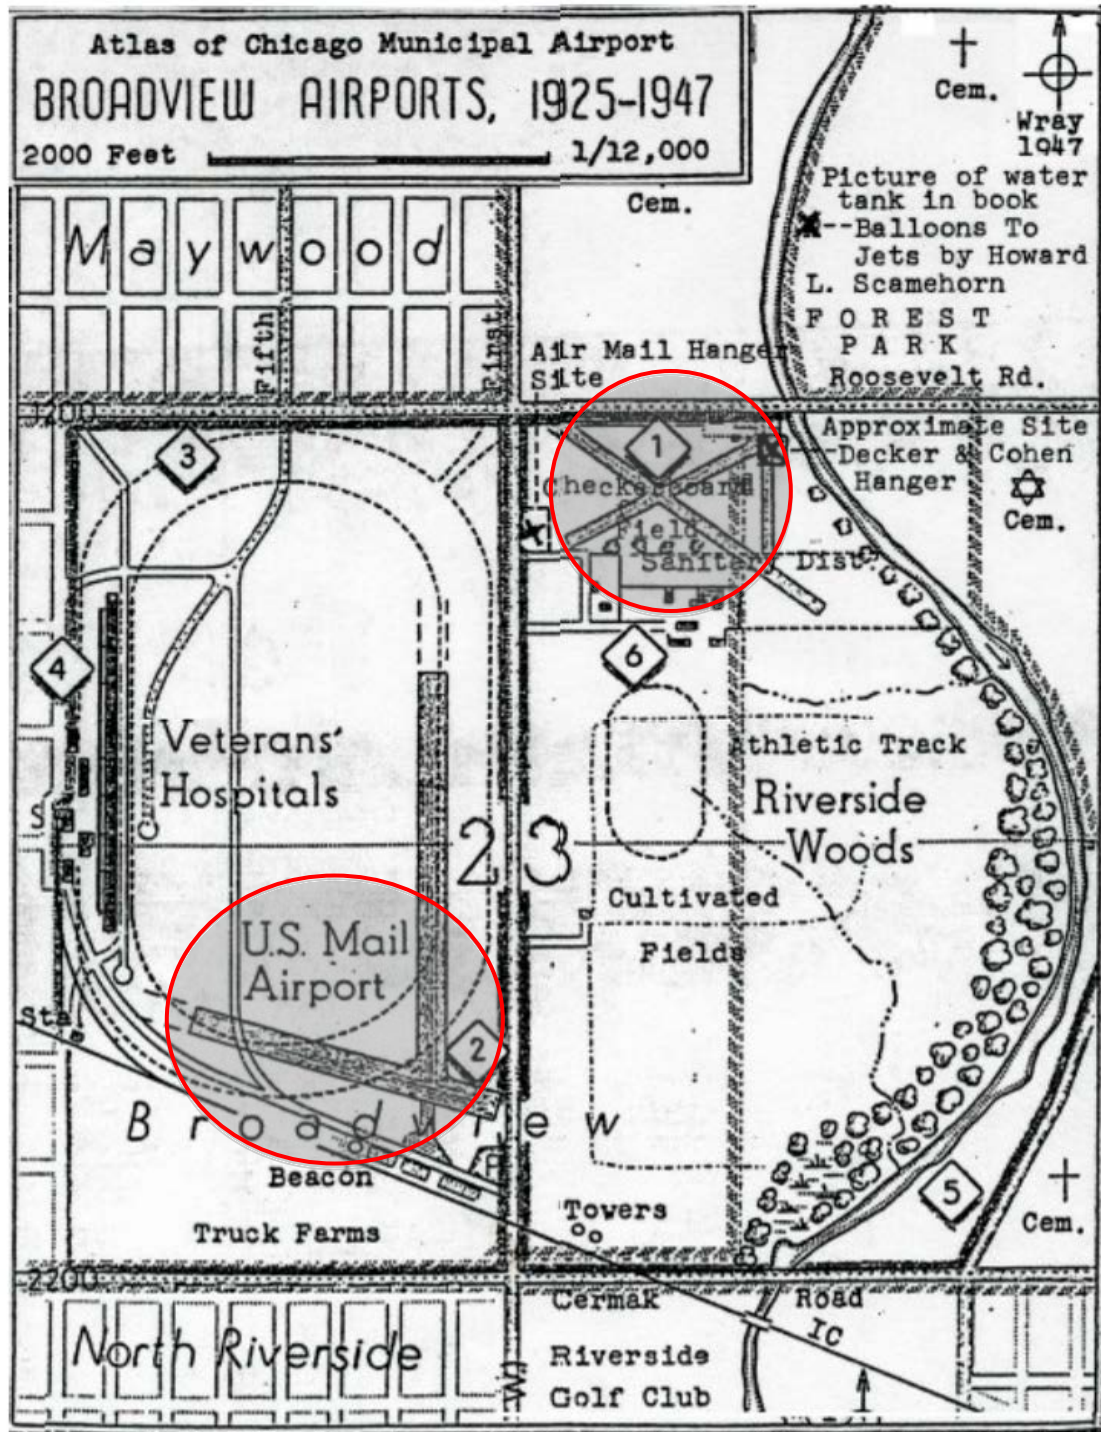 Atlas of Chicago Municipal Airport
BROADVIEW AIRPORTS, 1925-1947
2000 Feet 1/12,000
Cem.
Wray
1947
Cem.
Picture of water
tank in book
--Balloons To
Jets by Howard
L. Scamehorn
FOREST
PARK
Maywood
Fifth
First
Air Mail Hanger
Site
Roosevelt Rd.
1200
Approximate Site
Decker & Cohen
Hanger
Cem.
1
3
Checkerboard
Field
Sanitary Dist.
4
6
Veterans'
Hospitals
Athletic Track
Riverside
Woods
S
23
Cultivated
Fields
U.S. Mail
Airport
St
2
Broadview
P
Beacon
5
Cem.
Towers
Truck Farms
2200
Cermak Road
IC
North Riverside
Riverside
Golf Club